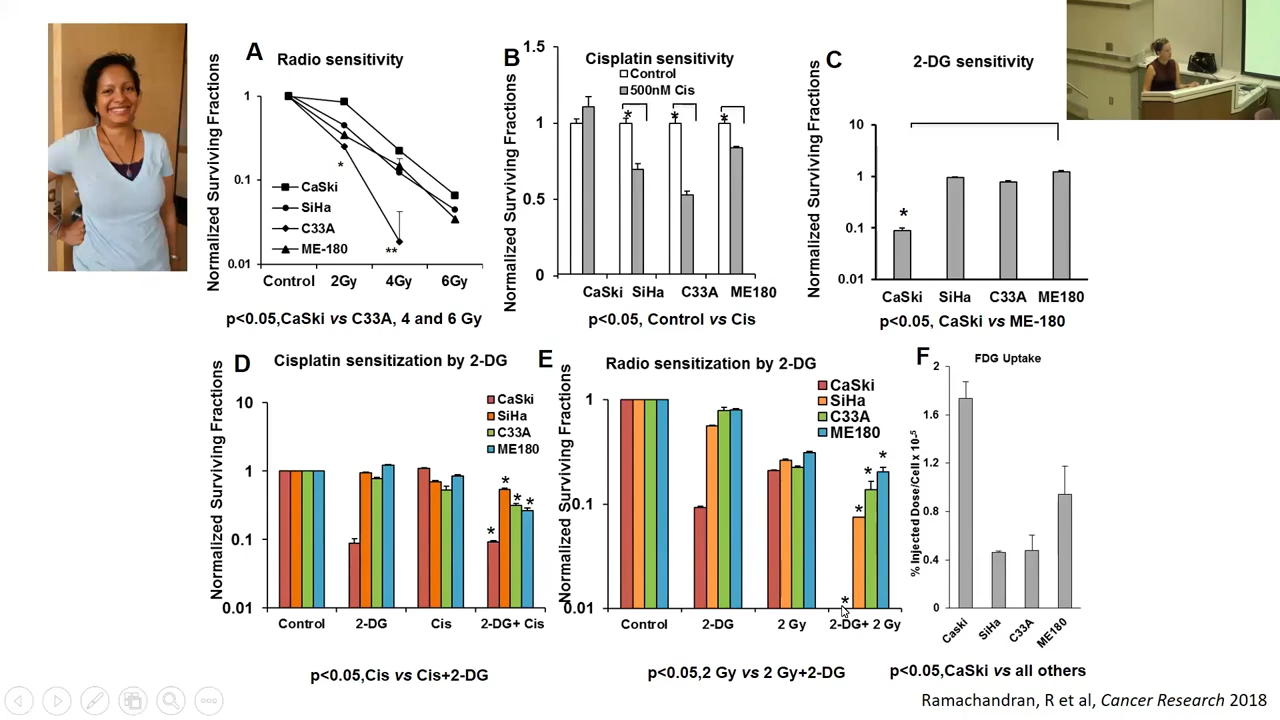 A
Radio sensitivity
Normalized Surviving Fractions
1
0.1
0.01
CaSki
SiHa
C33A
ME-180
*
**
Control 2Gy 4Gy 6Gy
p<0.05,CaSki vs C33A, 4 and 6 Gy
B
Cisplatin sensitivity
Control
500nM Cis
Normalized Surviving Fractions
1.5
1
0.5
0
* * *
CaSki SiHa C33A ME180
p<0.05, Control vs Cis
C
2-DG sensitivity
Normalized Surviving Fractions
10
1
0.1
0.01
*
CaSki SiHa C33A ME180
p<0.05, CaSki vs ME-180
D
Cisplatin sensitization by 2-DG
Normalized Surviving Fractions
10
1
0.1
0.01
CaSki
SiHa
C33A
ME180
* * * *
Control 2-DG Cis 2-DG+ Cis
p<0.05,Cis vs Cis+2-DG
E
Radio sensitization by 2-DG
Normalized Surviving Fractions
1
0.1
0.01
CaSki
SiHa
C33A
ME180
* * * *
Control 2-DG 2 Gy 2-DG+ 2 Gy
p<0.05,2 Gy vs 2 Gy+2-DG
F
FDG Uptake
% Injected Dose/Cell x 10-5
2
1.6
1.2
0.8
0.4
0
Caski SiHa C33A ME180
p<0.05,CaSki vs all others
Ramachandran, R et al, Cancer Research 2018